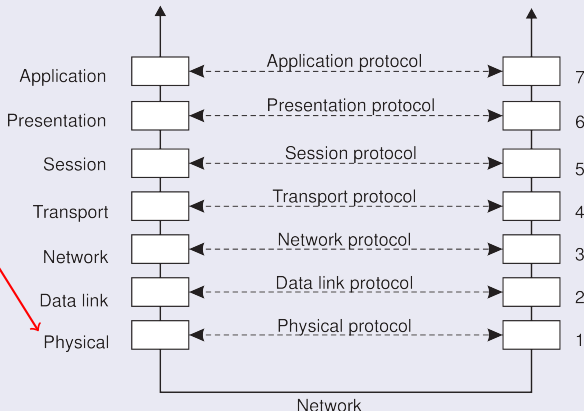 Application Application protocol 7
Presentation Presentation protocol 6
Session Session protocol 5
Transport Transport protocol 4
Network Network protocol 3
Data link Data link protocol 2
Physical Physical protocol 1
Network